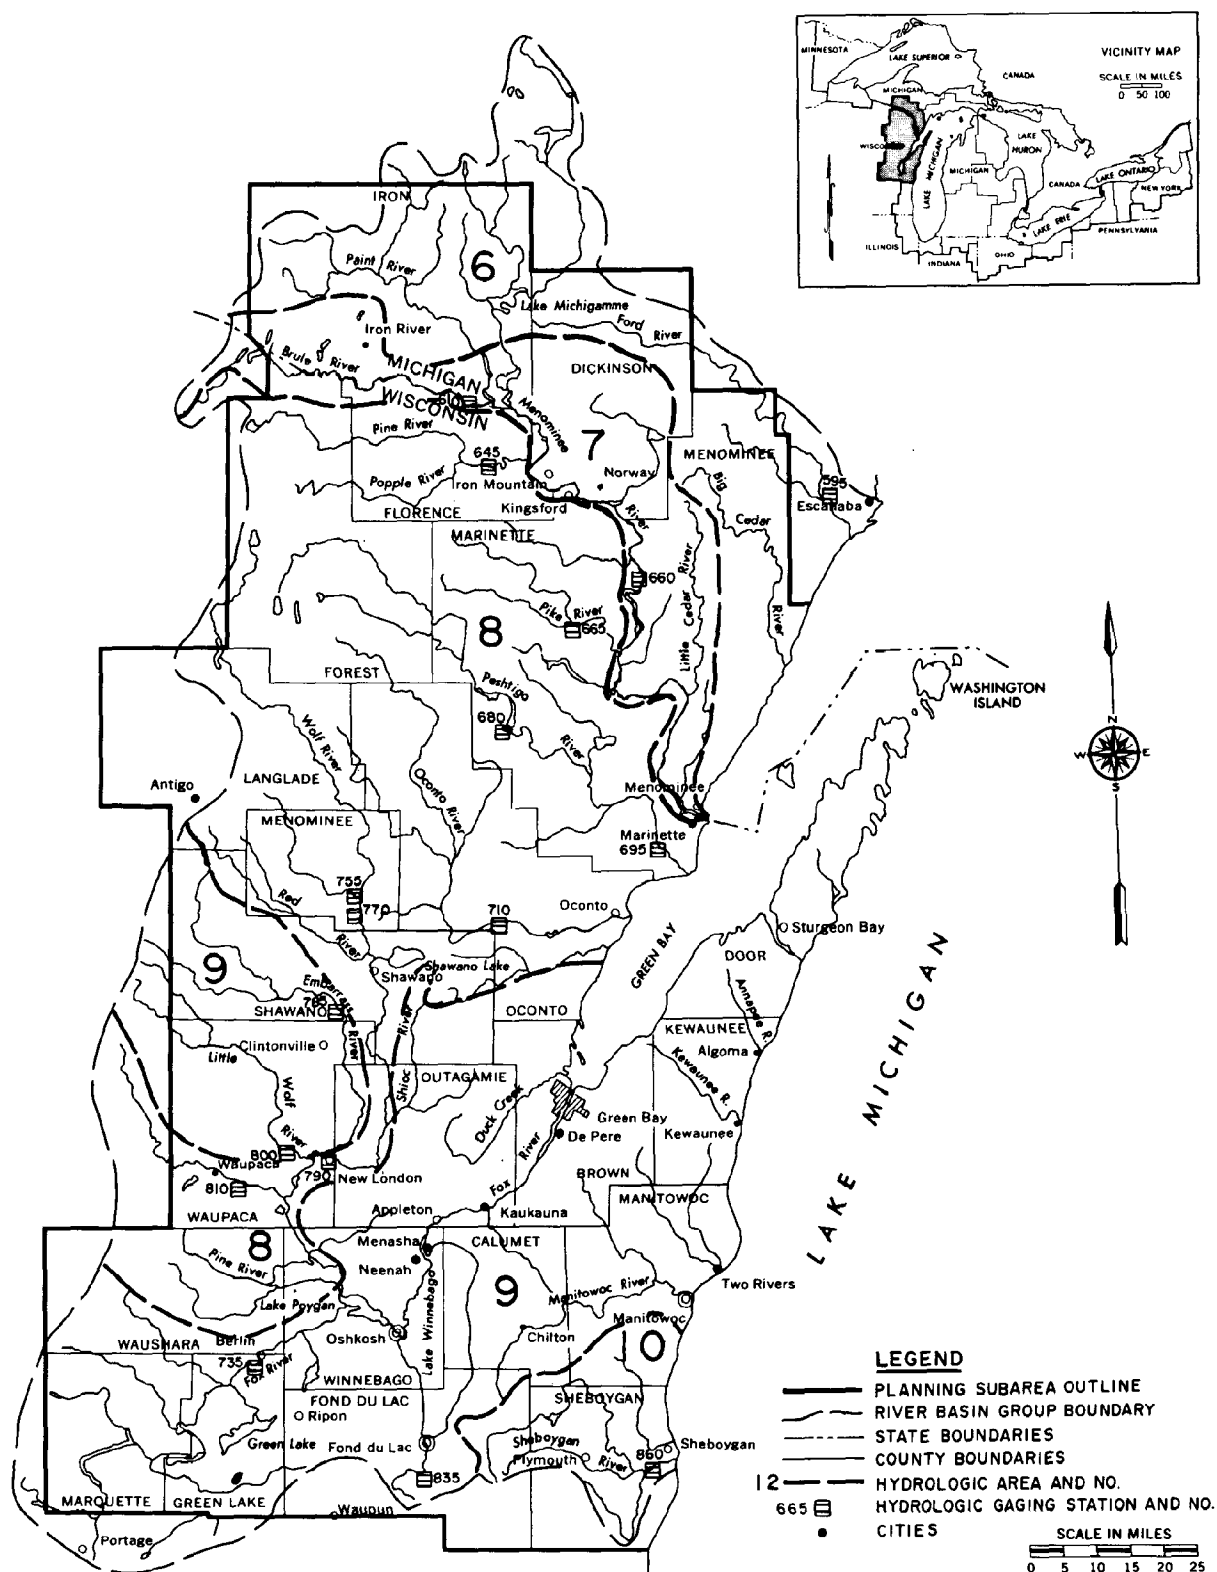 VICINITY MAP
SCALE IN MILES
0 50 100
MINNESOTA
LAKE SUPERIOR
CANADA
MICHIGAN
LAKE HURON
LAKE MICHIGAN
MICHIGAN
CANADA
LAKE ONTARIO
NEW YORK
LAKE ERIE
PENNSYLVANIA
ILLINOIS
INDIANA
OHIO
IRON
6
Paint River
Lake Michigamme
Ford River
Iron River
Brule River
MICHIGAN
WISCONSIN
DICKINSON
Menominee
River
Pine River
7
MENOMINEE
645
Norway
Popple River
Iron Mountain
Big Cedar River
595
Escanaba
Kingsford
FLORENCE
MARINETTE
660
Little Cedar River
Pike River
665
8
FOREST
Peshtigo River
680
WASHINGTON ISLAND
N
W E
S
Wolf River
LANGLADE
Antigo
Oconto River
Menominee
MENOMINEE
Marinette
695
755
770
Red River
710
Oconto
GREEN BAY
Sturgeon Bay
DOOR
9
Shawano Lake
Shawano
Embarrass River
SHAWANO
OCONTO
Annapee R.
KEWAUNEE
Algoma
Kewaunee R.
Clintonville
Little Wolf River
Shioc River
OUTAGAMIE
Duck Creek
Green Bay
De Pere
Kewaunee
Fox River
BROWN
MANITOWOC
800
Waupaca
790
New London
810
WAUPACA
Appleton
Kaukauna
8
Menasha
CALUMET
Neenah
Pine River
Lake Winnebago
9
Manitowoc River
Two Rivers
Lake Poygan
Manitowoc
WAUSHARA
Berlin
Oshkosh
Chilton
10
735
Fox River
WINNEBAGO
FOND DU LAC
SHEBOYGAN
Ripon
Green Lake
Fond du Lac
Sheboygan River
Plymouth
860
Sheboygan
835
MARQUETTE
GREEN LAKE
Waupun
Portage
LAKE MICHIGAN
LEGEND
PLANNING SUBAREA OUTLINE
RIVER BASIN GROUP BOUNDARY
STATE BOUNDARIES
COUNTY BOUNDARIES
12 HYDROLOGIC AREA AND NO.
665 HYDROLOGIC GAGING STATION AND NO.
CITIES
SCALE IN MILES
0 5 10 15 20 25